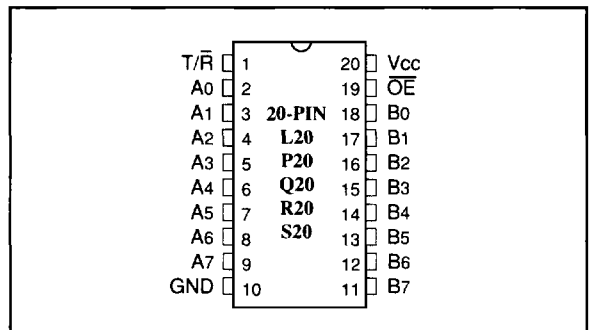 T/R̅ 1 20 Vcc
A0 2 19 O̅E̅
A1 3 20-PIN 18 B0
A2 4 L20 17 B1
A3 5 P20 16 B2
A4 6 Q20 15 B3
A5 7 R20 14 B4
A6 8 S20 13 B5
A7 9 12 B6
GND 10 11 B7